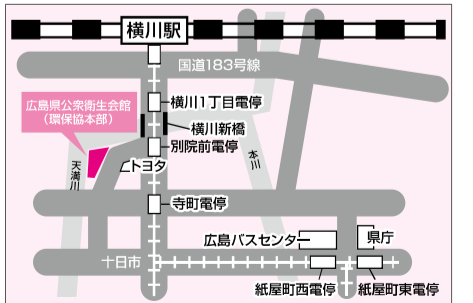 横川駅
国道183号線
横川1丁目電停
広島県公衆衛生会館
(環保協本部)
横川新橋
別院前電停
トヨタ
天満川
本川
寺町電停
広島バスセンター
県庁
十日市
紙屋町西電停
紙屋町東電停